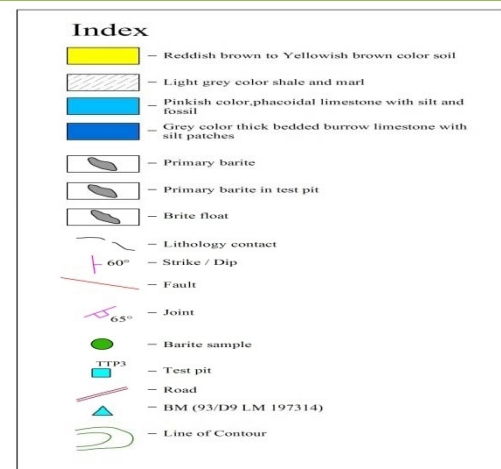 Index
– Reddish brown to Yellowish brown color soil
– Light grey color shale and marl
– Pinkish color,phacoidal limestone with silt and
fossil
– Grey color thick bedded burrow limestone with
silt patches
– Primary barite
– Primary barite in test pit
– Brite float
– Lithology contact
60° – Strike / Dip
– Fault
65° – Joint
– Barite sample
TTP3
– Test pit
– Road
– BM (93/D9 LM 197314)
– Line of Contour